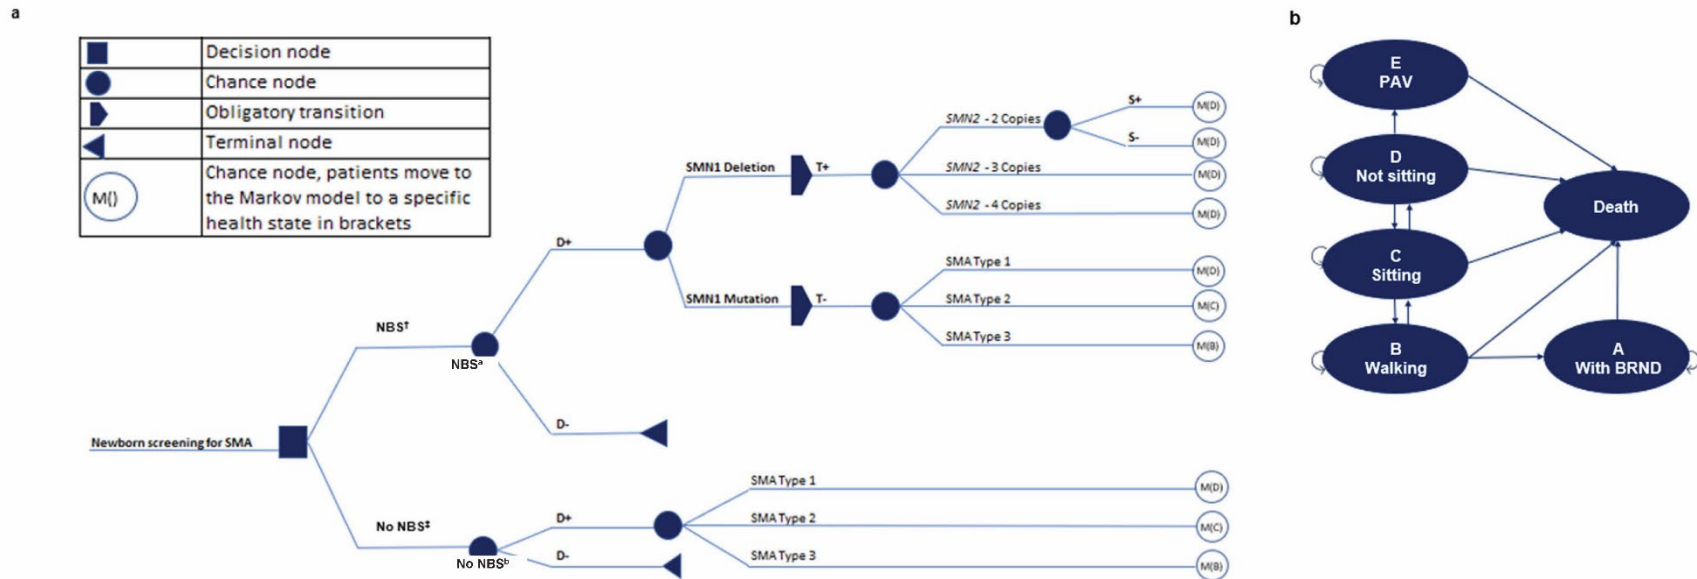 a
Decision node
Chance node
Obligatory transition
Terminal node
M()
Chance node, patients move to
the Markov model to a specific
health state in brackets
Newborn screening for SMA
NBS†
NBSᵃ
D+
D-
SMN1 Deletion
T+
SMN2 - 2 Copies
S+
M(D)
S-
M(D)
SMN2 - 3 Copies
M(D)
SMN2 - 4 Copies
M(D)
SMN1 Mutation
T-
SMA Type 1
M(D)
SMA Type 2
M(C)
SMA Type 3
M(B)
No NBS‡
No NBSᵇ
D+
D-
SMA Type 1
M(D)
SMA Type 2
M(C)
SMA Type 3
M(B)
b
E
PAV
D
Not sitting
C
Sitting
B
Walking
Death
A
With BRND